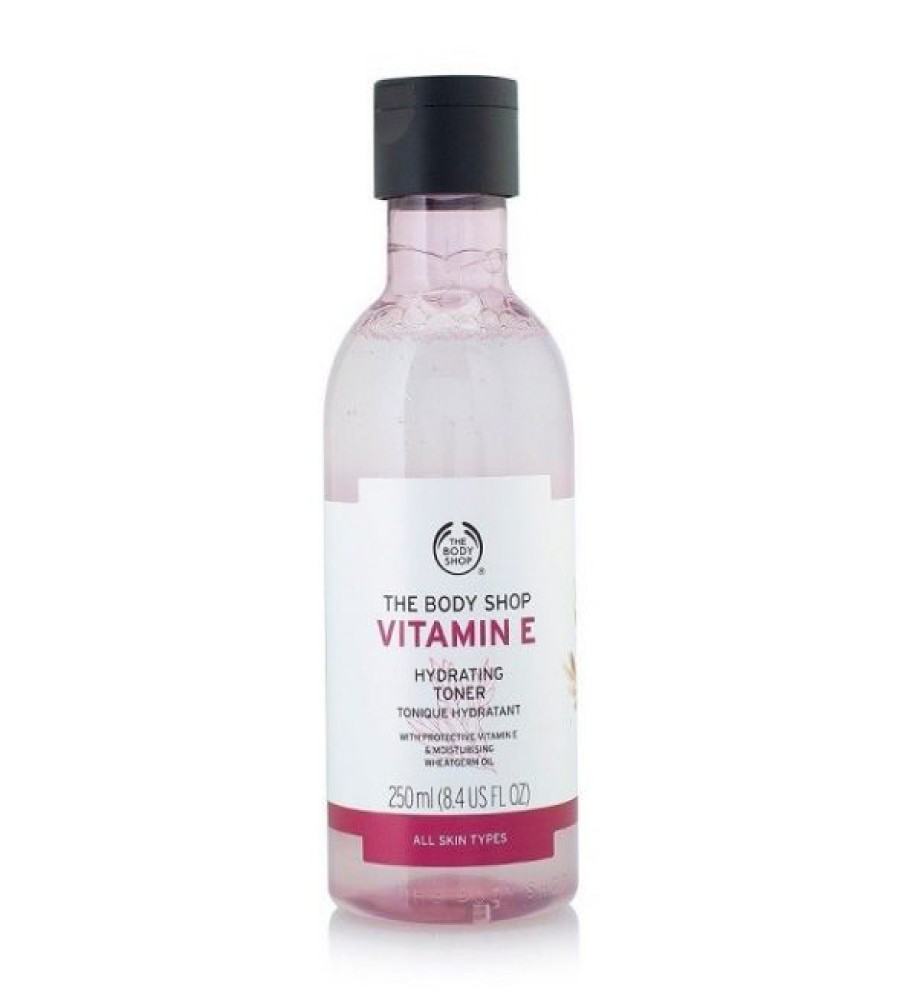 THE
BODY
SHOP
®
THE BODY SHOP
VITAMIN E
HYDRATING
TONER
TONIQUE HYDRATANT
WITH PROTECTIVE VITAMIN E
& MOISTURISING
WHEATGERM OIL
250 ml (8.4 US FL OZ)
ALL SKIN TYPES